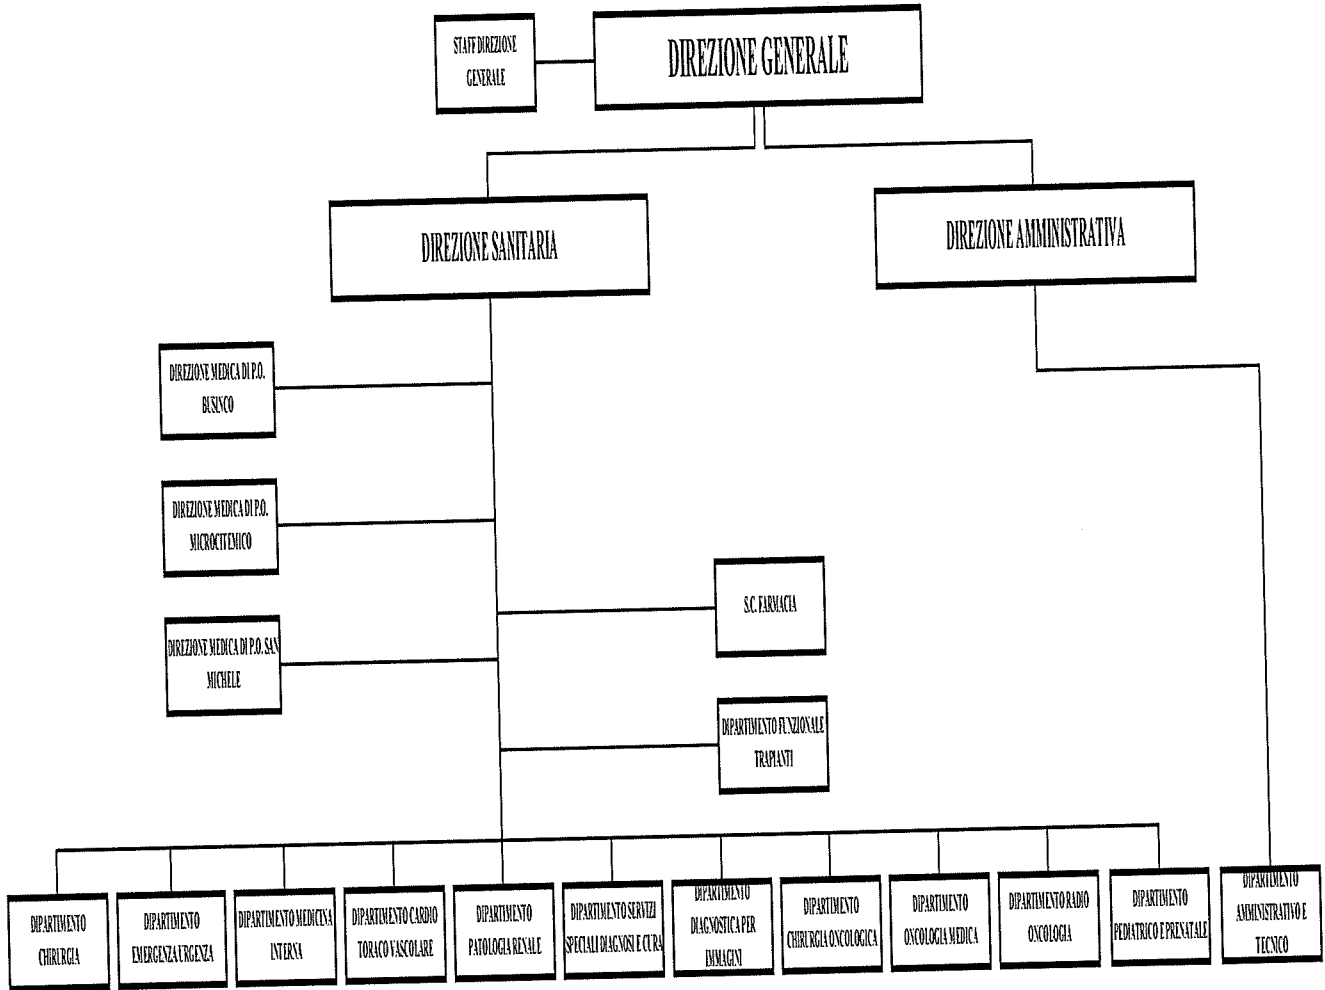 STAFF DIREZIONE
GENERALE
DIREZIONE GENERALE
DIREZIONE SANITARIA
DIREZIONE AMMINISTRATIVA
DIREZIONE MEDICA DI P.O.
BUSINCO
DIREZIONE MEDICA DI P.O.
MICROCITEMICO
DIREZIONE MEDICA DI P.O. SAN
MICHELE
S.C. FARMACIA
DIPARTIMENTO FUNZIONALE
TRAPIANTI
DIPARTIMENTO
CHIRURGIA
DIPARTIMENTO
EMERGENZA URGENZA
DIPARTIMENTO MEDICINA
INTERNA
DIPARTIMENTO CARDIO
TORACO VASCOLARE
DIPARTIMENTO
PATOLOGIA RENALE
DIPARTIMENTO SERVIZI
SPECIALI DIAGNOSI E CURA
DIPARTIMENTO
DIAGNOSTICA PER
IMMAGINI
DIPARTIMENTO
CHIRURGIA ONCOLOGICA
DIPARTIMENTO
ONCOLOGIA MEDICA
DIPARTIMENTO RADIO
ONCOLOGIA
DIPARTIMENTO
PEDIATRICO E PRENATALE
DIPARTIMENTO
AMMINISTRATIVO E
TECNICO